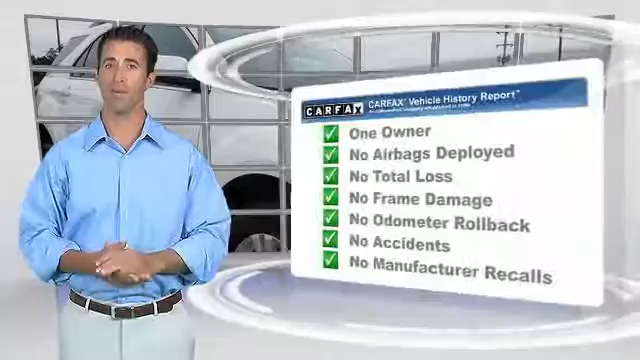 CARFAX CARFAX Vehicle History Report™
One Owner
No Airbags Deployed
No Total Loss
No Frame Damage
No Odometer Rollback
No Accidents
No Manufacturer Recalls